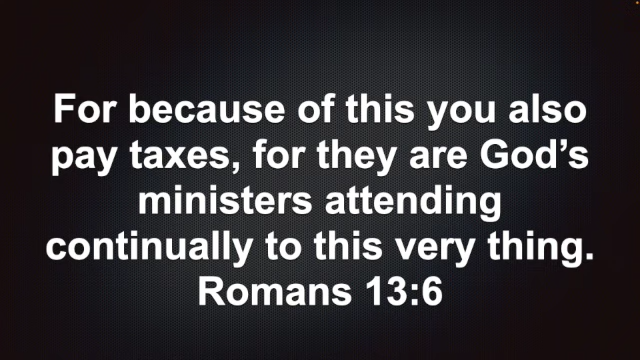 For because of this you also
pay taxes, for they are God’s
ministers attending
continually to this very thing.
Romans 13:6